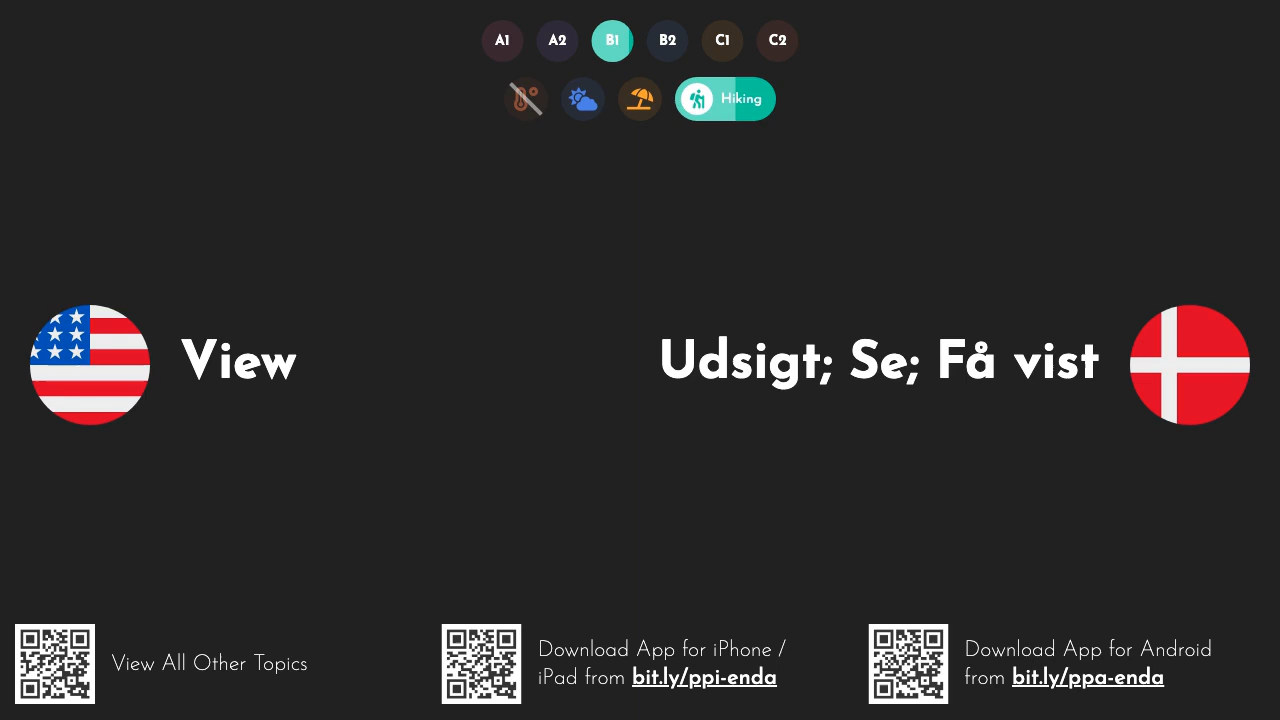 A1 A2 B1 B2 C1 C2
Hiking
View
Udsigt; Se; Få vist
View All Other Topics
Download App for iPhone /
iPad from bit.ly/ppi-enda
Download App for Android
from bit.ly/ppa-enda